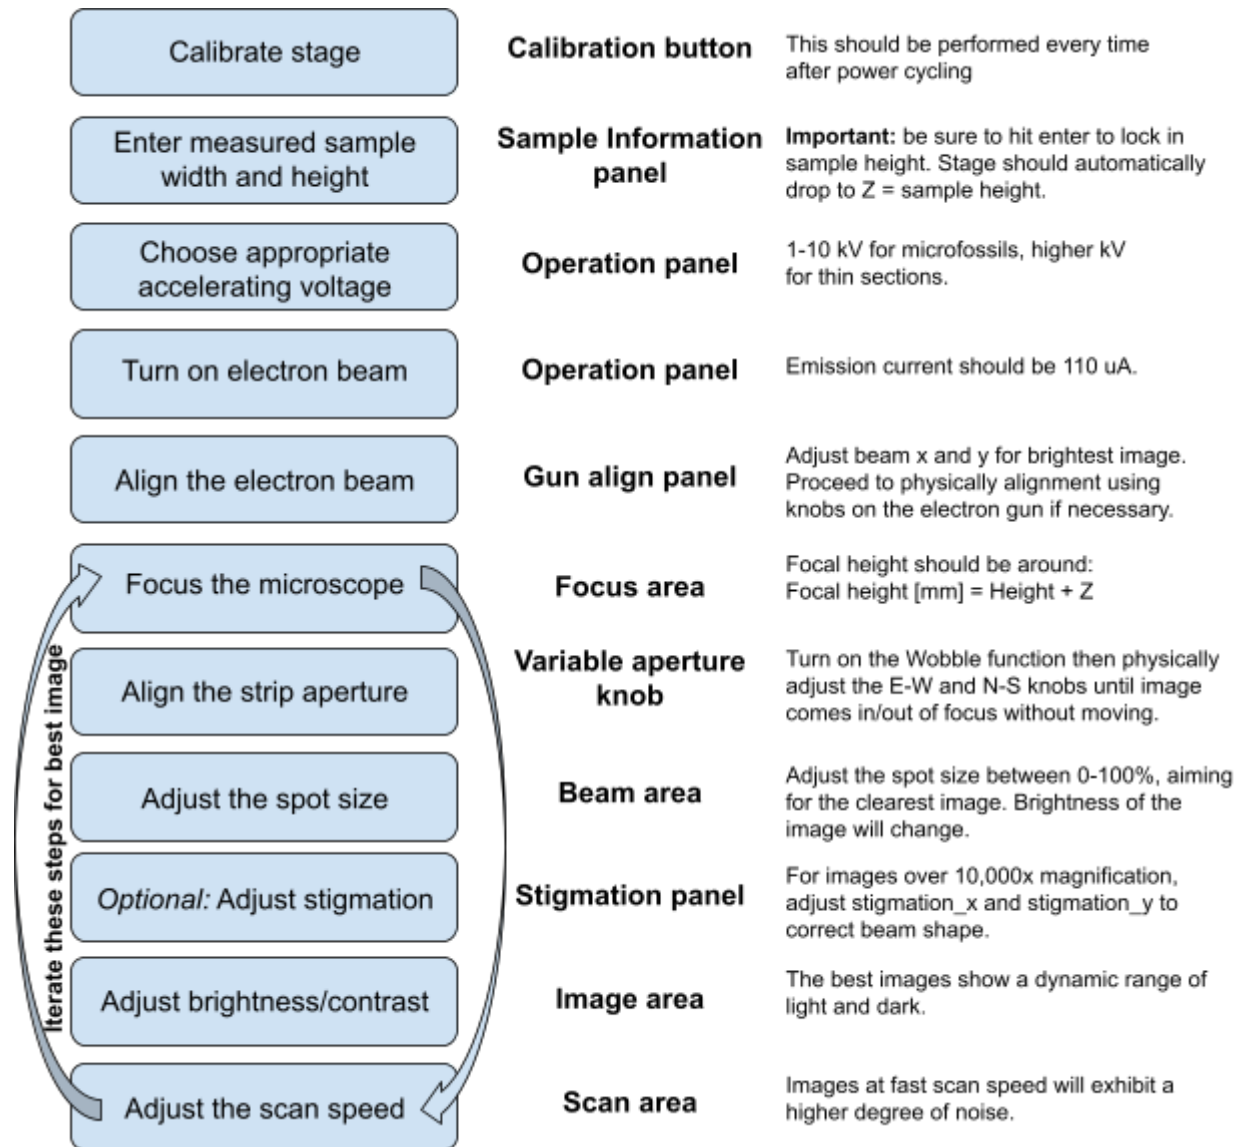 Calibrate stage
Calibration button
This should be performed every time
after power cycling
Enter measured sample
width and height
Sample Information
panel
Important: be sure to hit enter to lock in
sample height. Stage should automatically
drop to Z = sample height.
Choose appropriate
accelerating voltage
Operation panel
1-10 kV for microfossils, higher kV
for thin sections.
Turn on electron beam
Operation panel
Emission current should be 110 uA.
Align the electron beam
Gun align panel
Adjust beam x and y for brightest image.
Proceed to physically alignment using
knobs on the electron gun if necessary.
Iterate these steps for best image
Focus the microscope
Focus area
Focal height should be around:
Focal height [mm] = Height + Z
Align the strip aperture
Variable aperture
knob
Turn on the Wobble function then physically
adjust the E-W and N-S knobs until image
comes in/out of focus without moving.
Adjust the spot size
Beam area
Adjust the spot size between 0-100%, aiming
for the clearest image. Brightness of the
image will change.
Optional: Adjust stigmation
Stigmation panel
For images over 10,000x magnification,
adjust stigmation_x and stigmation_y to
correct beam shape.
Adjust brightness/contrast
Image area
The best images show a dynamic range of
light and dark.
Adjust the scan speed
Scan area
Images at fast scan speed will exhibit a
higher degree of noise.